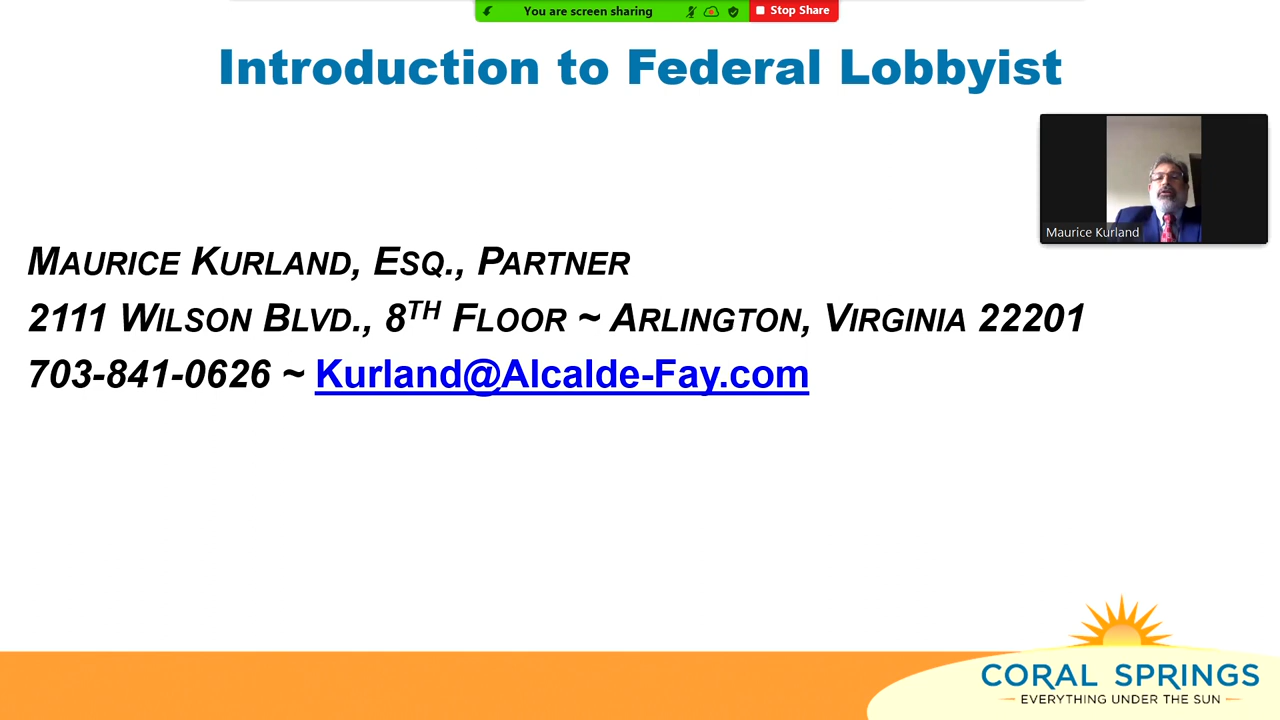 You are screen sharing
Stop Share
Introduction to Federal Lobbyist
Maurice Kurland
MAURICE KURLAND, ESQ., PARTNER
2111 WILSON BLVD., 8TH FLOOR ~ ARLINGTON, VIRGINIA 22201
703-841-0626 ~ Kurland@Alcalde-Fay.com
CORAL SPRINGS
EVERYTHING UNDER THE SUN